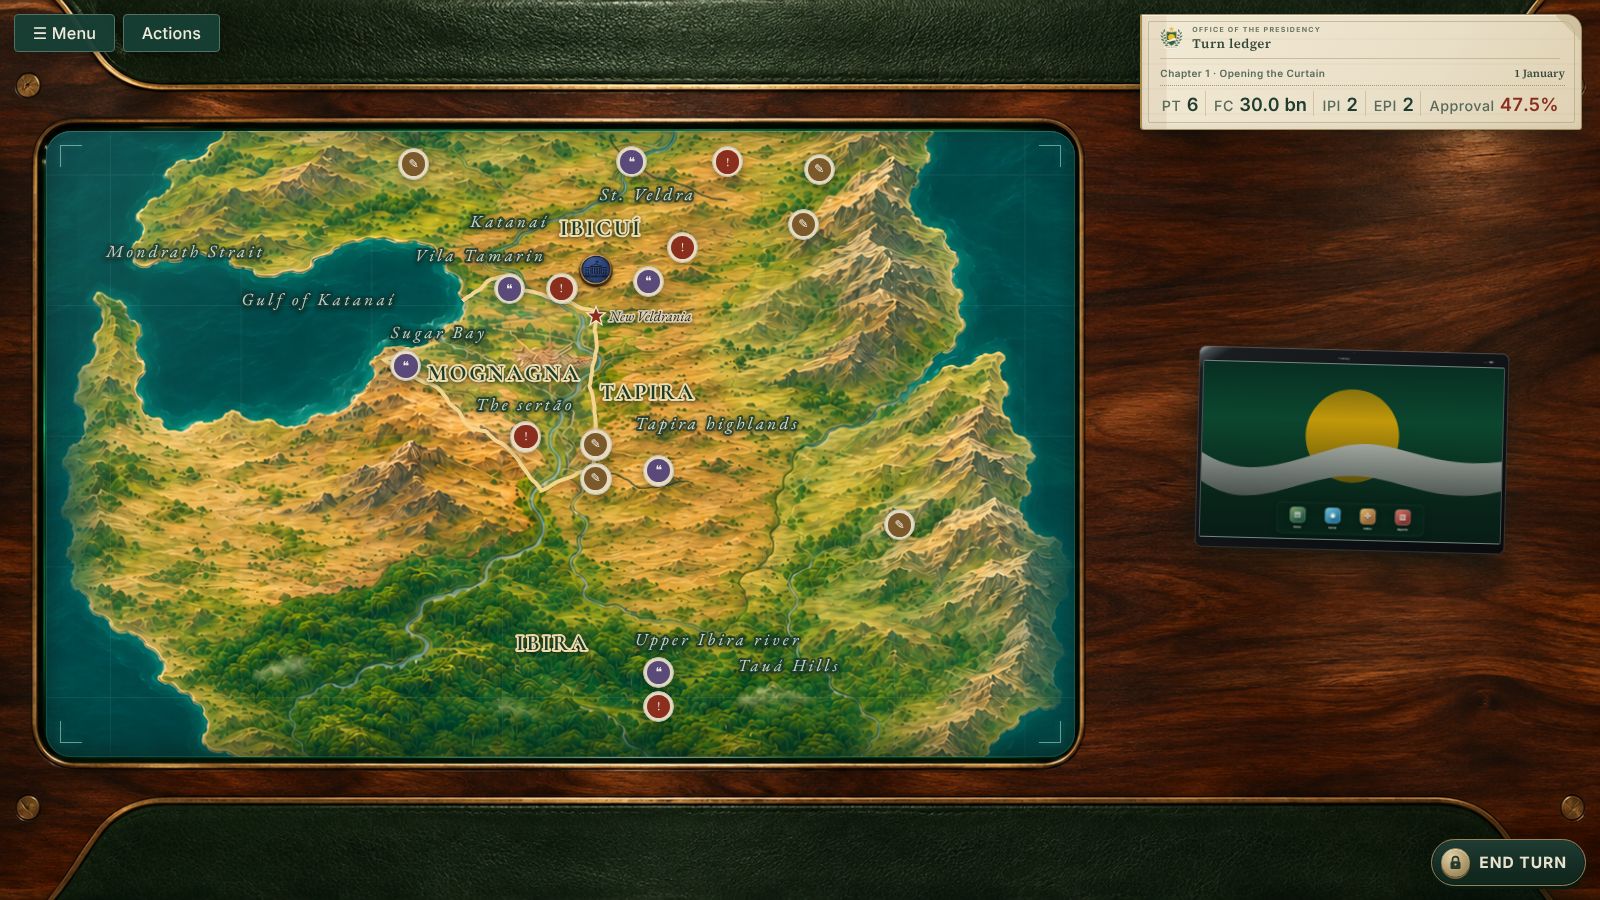 ☰ Menu
Actions
OFFICE OF THE PRESIDENCY
Turn ledger
Chapter 1 · Opening the Curtain
1 January
PT 6
FC 30.0 bn
IPI 2
EPI 2
Approval 47.5%
St. Veldra
Katanaí
IBICUÍ
Mondrath Strait
Vila Tamarin
Gulf of Katanaí
New Veldrania
Sugar Bay
MOGNAGNA
TAPIRA
The sertão
Tapira highlands
IBIRA
Upper Ibira river
Tauá Hills
END TURN